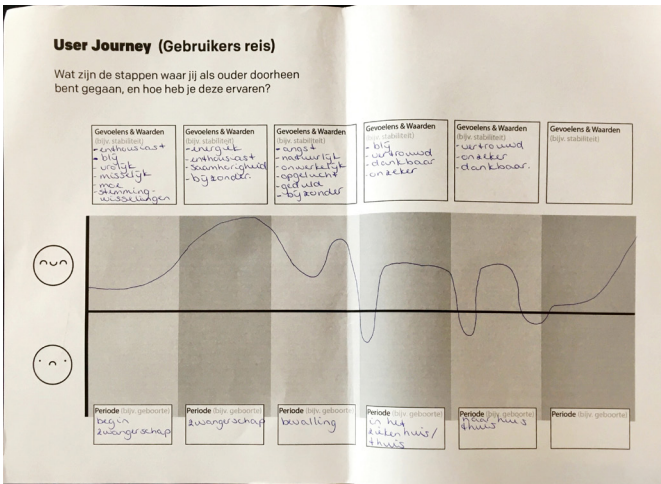 User Journey (Gebruikers reis)
Wat zijn de stappen waar jij als ouder doorheen
bent gegaan, en hoe heb je deze ervaren?
Gevoelens & Waarden
(bijv. stabiliteit)
- enthousiast
- blij
- vrolijk
- misselijk
- moe
- stemming-
wisselingen
Gevoelens & Waarden
(bijv. stabiliteit)
- energiek
- enthousiast
- saamhorigheid
- bijzonder.
Gevoelens & Waarden
(bijv. stabiliteit)
- angst
- natuurlijk
- onwerkelijk
- opgelucht
- geduld
- bijzonder
Gevoelens & Waarden
(bijv. stabiliteit)
- blij
- vertrouwd
- dankbaar
- onzeker
Gevoelens & Waarden
(bijv. stabiliteit)
- vertrouwd
- onzeker
- dankbaar.
Gevoelens & Waarden
(bijv. stabiliteit)
Periode (bijv. geboorte)
begin
zwangerschap
Periode (bijv. geboorte)
zwangerschap
Periode (bijv. geboorte)
bevalling
Periode (bijv. geboorte)
in het
ziekenhuis/
thuis
Periode (bijv. geboorte)
naar huis
thuis
Periode (bijv. geboorte)